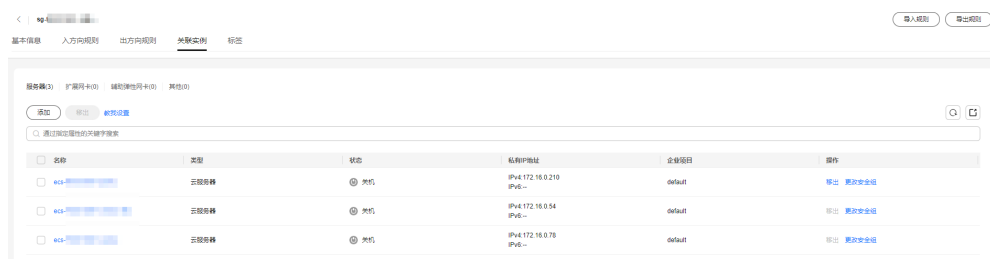 sg-
导入规则 导出规则
基本信息 入方向规则 出方向规则 关联实例 标签
服务器(3) 扩展网卡(0) 辅助弹性网卡(0) 其他(0)
添加 移出 教我设置
通过指定属性的关键字搜索
名称 类型 状态 私有IP地址 企业项目 操作
ecs- 云服务器 关机 IPv4:172.16.0.210 default 移出 更改安全组
IPv6:--
ecs- 云服务器 关机 IPv4:172.16.0.54 default 移出 更改安全组
IPv6:--
ecs- 云服务器 关机 IPv4:172.16.0.78 default 移出 更改安全组
IPv6:--